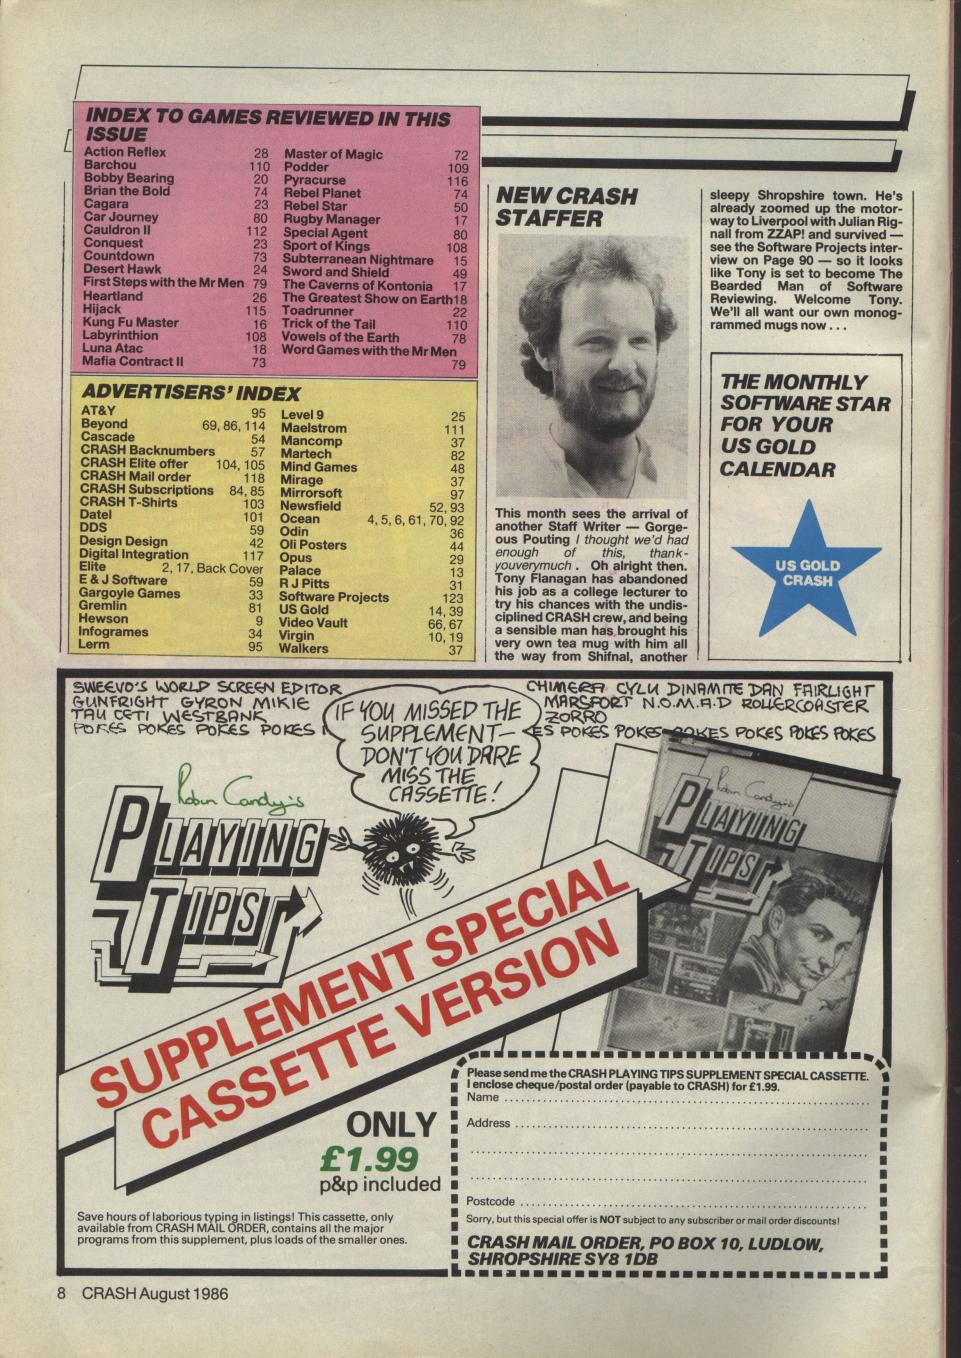 INDEX TO GAMES REVIEWED IN THIS
ISSUE
Action Reflex 28
Barchou 110
Bobby Bearing 20
Brian the Bold 74
Cagara 23
Car Journey 80
Cauldron II 112
Conquest 23
Countdown 73
Desert Hawk 24
First Steps with the Mr Men 79
Heartland 26
Hijack 115
Kung Fu Master 16
Labyrinthion 108
Luna Atac 18
Mafia Contract II 73
Master of Magic 72
Podder 109
Pyracurse 116
Rebel Planet 74
Rebel Star 50
Rugby Manager 17
Special Agent 80
Sport of Kings 108
Subterranean Nightmare 15
Sword and Shield 49
The Caverns of Kontonia 17
The Greatest Show on Earth 18
Toadrunner 22
Trick of the Tail 110
Vowels of the Earth 78
Word Games with the Mr Men
79
ADVERTISERS' INDEX
AT&Y 95
Beyond 69, 86, 114
Cascade 54
CRASH Backnumbers 57
CRASH Elite offer 104, 105
CRASH Mail order 118
CRASH Subscriptions 84, 85
CRASH T-Shirts 103
Datel 101
DDS 59
Design Design 42
Digital Integration 117
Elite 2, 17, Back Cover
E & J Software 59
Gargoyle Games 33
Gremlin 81
Hewson 9
Infogrames 34
Lerm 95
Level 9 25
Maelstrom 111
Mancomp 37
Martech 82
Mind Games 48
Mirage 37
Mirrorsoft 97
Newsfield 52, 93
Ocean 4, 5, 6, 61, 70, 92
Odin 36
Oli Posters 44
Opus 29
Palace 13
R J Pitts 31
Software Projects 123
US Gold 14, 39
Video Vault 66, 67
Virgin 10, 19
Walkers 37
NEW CRASH
STAFFER
This month sees the arrival of
another Staff Writer — Gorge-
ous Pouting I thought we'd had
enough of this, thank-
youverymuch . Oh alright then.
Tony Flanagan has abandoned
his job as a college lecturer to
try his chances with the undis-
ciplined CRASH crew, and being
a sensible man has brought his
very own tea mug with him all
the way from Shifnal, another
sleepy Shropshire town. He's
already zoomed up the motor-
way to Liverpool with Julian Rig-
nall from ZZAP! and survived —
see the Software Projects inter-
view on Page 90 — so it looks
like Tony is set to become The
Bearded Man of Software
Reviewing. Welcome Tony.
We'll all want our own monog-
rammed mugs now . . .
THE MONTHLY
SOFTWARE STAR
FOR YOUR
US GOLD
CALENDAR
US GOLD
CRASH
SWEEVO'S WORLD SCREEN EDITOR
GUNFRIGHT GYRON MIKIE
TAU CETI WESTBANK
POKES POKES POKES POKES
IF YOU MISSED THE
SUPPLEMENT—
DON'T YOU DARE
MISS THE
CASSETTE!
CHIMERA CYLU DINAMITE DAN FAIRLIGHT
MARSPORT N.O.M.A.D ROLLERCOASTER
ZORRO
ES POKES POKES POKES POKES POKES POKES
Robin Candy's
PLAYING
TIPS
Robin Candy's
PLAYING
TIPS
SUPPLEMENT SPECIAL
CASSETTE VERSION
ONLY
£1.99
p&p included
Save hours of laborious typing in listings! This cassette, only
available from CRASH MAIL ORDER, contains all the major
programs from this supplement, plus loads of the smaller ones.
Please send me the CRASH PLAYING TIPS SUPPLEMENT SPECIAL CASSETTE.
I enclose cheque/postal order (payable to CRASH) for £1.99.
Name
Address
Postcode
Sorry, but this special offer is NOT subject to any subscriber or mail order discounts!
CRASH MAIL ORDER, PO BOX 10, LUDLOW,
SHROPSHIRE SY8 1DB
8 CRASH August 1986